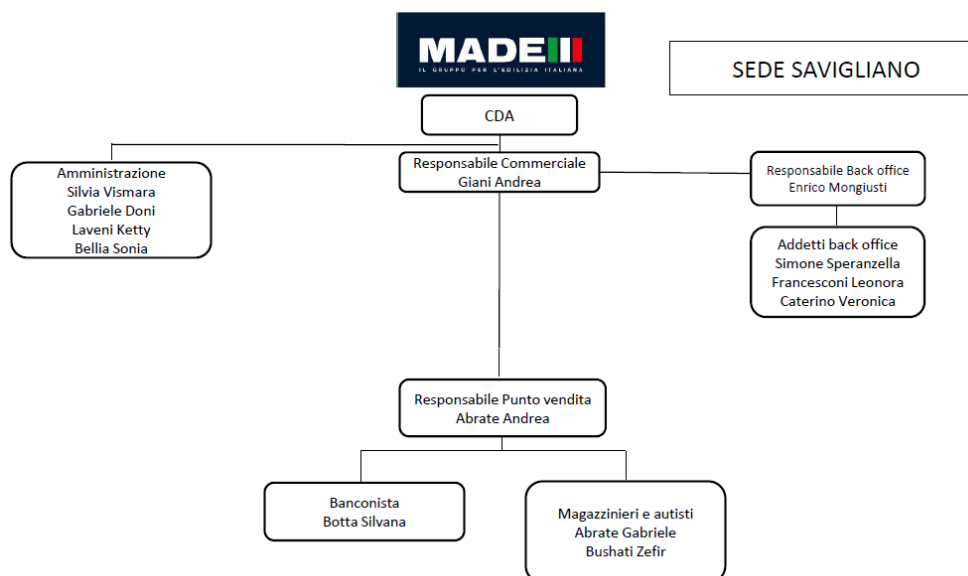 MADE
IL GRUPPO PER L'EDILIZIA ITALIANA
SEDE SAVIGLIANO
CDA
Amministrazione
Silvia Vismara
Gabriele Doni
Laveni Ketty
Bellia Sonia
Responsabile Commerciale
Giani Andrea
Responsabile Back office
Enrico Mongiusti
Addetti back office
Simone Speranzella
Francesconi Leonora
Caterino Veronica
Responsabile Punto vendita
Abrate Andrea
Banconista
Botta Silvana
Magazzinieri e autisti
Abrate Gabriele
Bushati Zefir